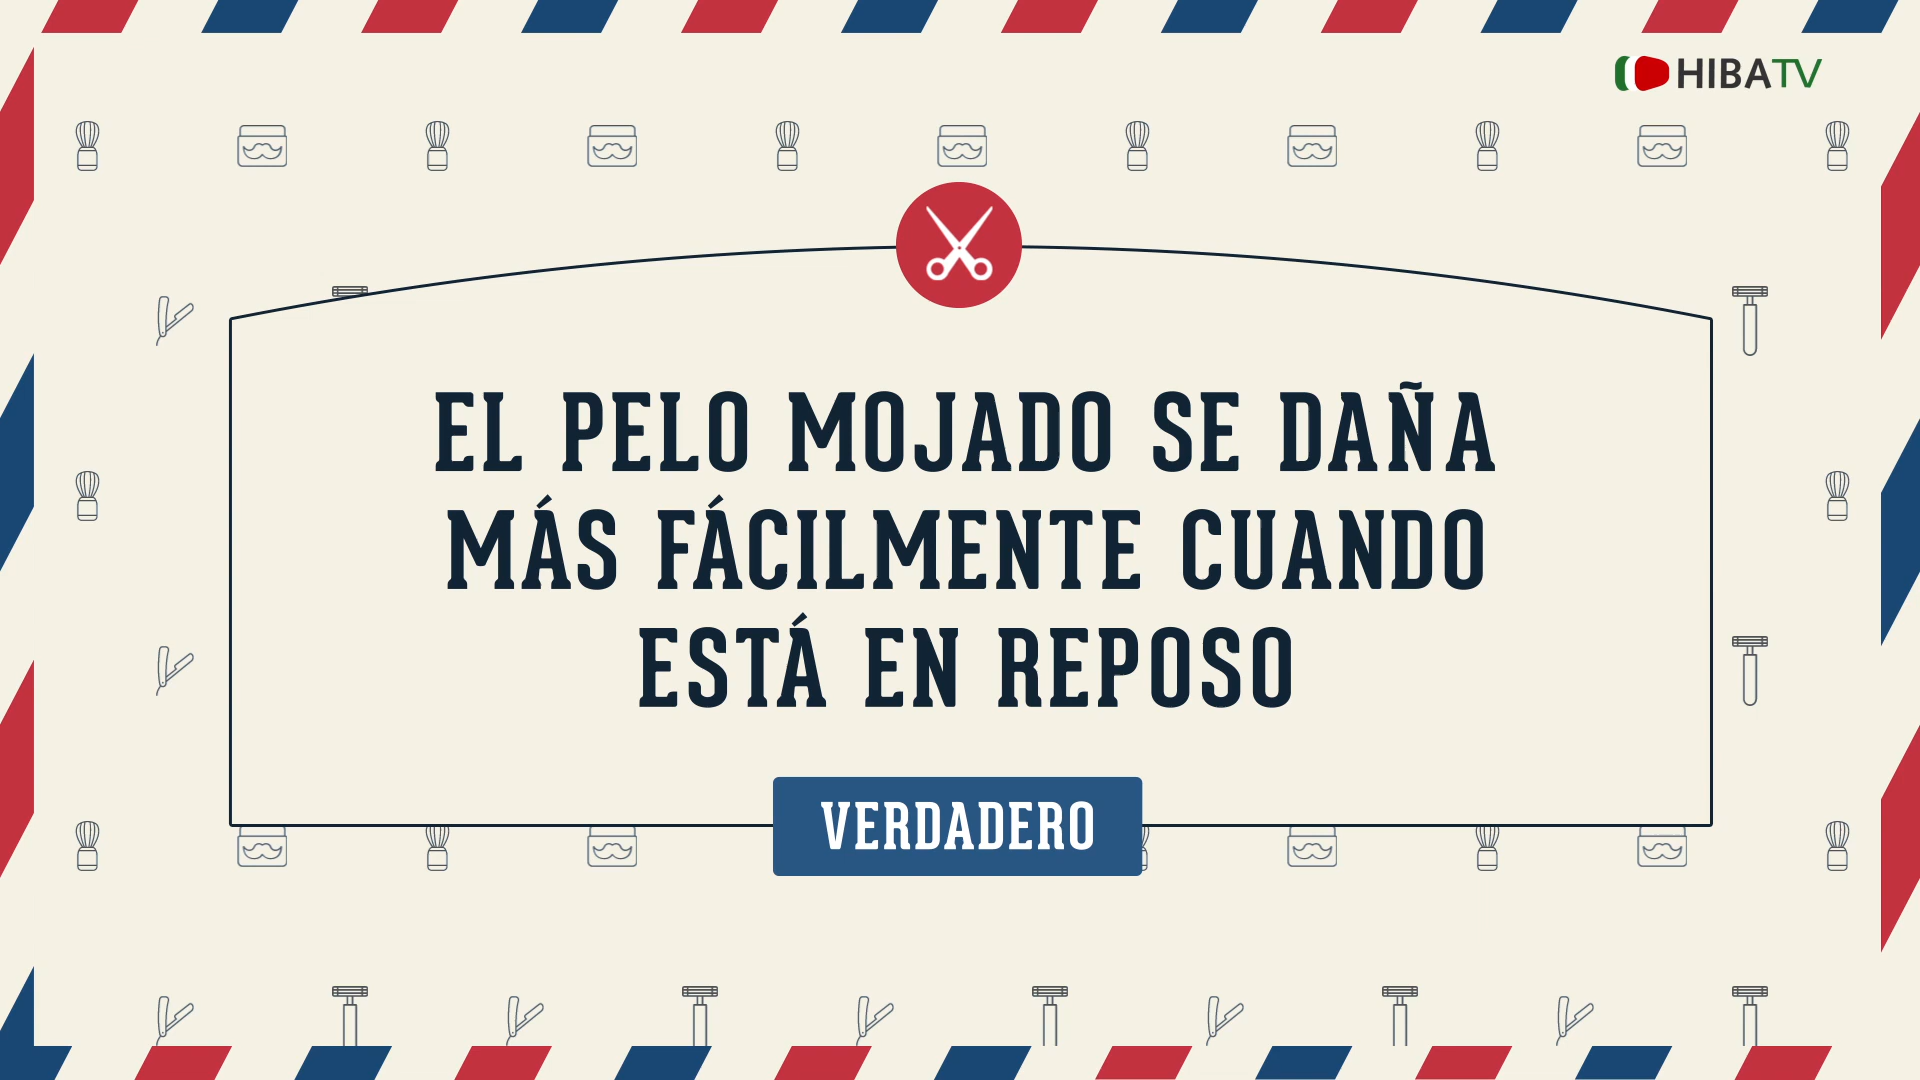 HIBATV
EL PELO MOJADO SE DAÑA
MÁS FÁCILMENTE CUANDO
ESTÁ EN REPOSO
VERDADERO